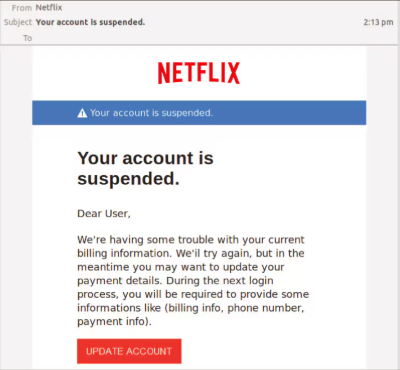 From Netflix
Subject Your account is suspended. 2:13 pm
To
NETFLIX
Your account is suspended.
Your account is
suspended.
Dear User,
We're having some trouble with your current
billing information. We'll try again, but in the
meantime you may want to update your
payment details. During the next login
process, you will be required to provide some
informations like (billing info, phone number,
payment info).
UPDATE ACCOUNT